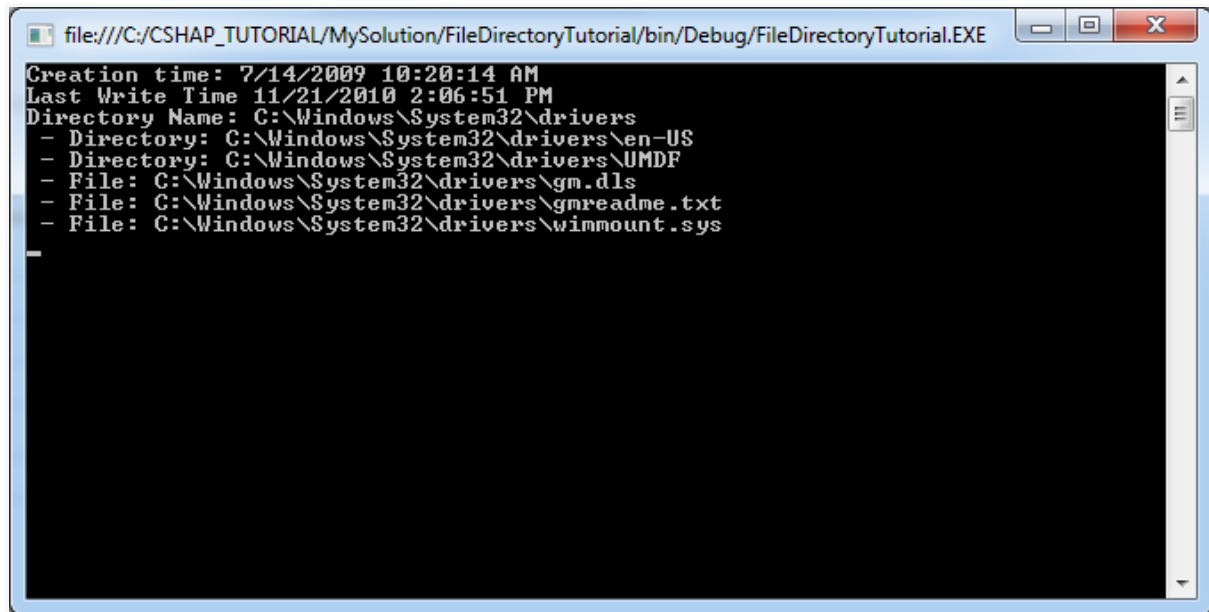 file:///C:/CSHAP_TUTORIAL/MySolution/FileDirectoryTutorial/bin/Debug/FileDirectoryTutorial.EXE
Creation time: 7/14/2009 10:20:14 AM
Last Write Time 11/21/2010 2:06:51 PM
Directory Name: C:\Windows\System32\drivers
 - Directory: C:\Windows\System32\drivers\en-US
 - Directory: C:\Windows\System32\drivers\UMDF
 - File: C:\Windows\System32\drivers\gm.dls
 - File: C:\Windows\System32\drivers\gmreadme.txt
 - File: C:\Windows\System32\drivers\wimmount.sys